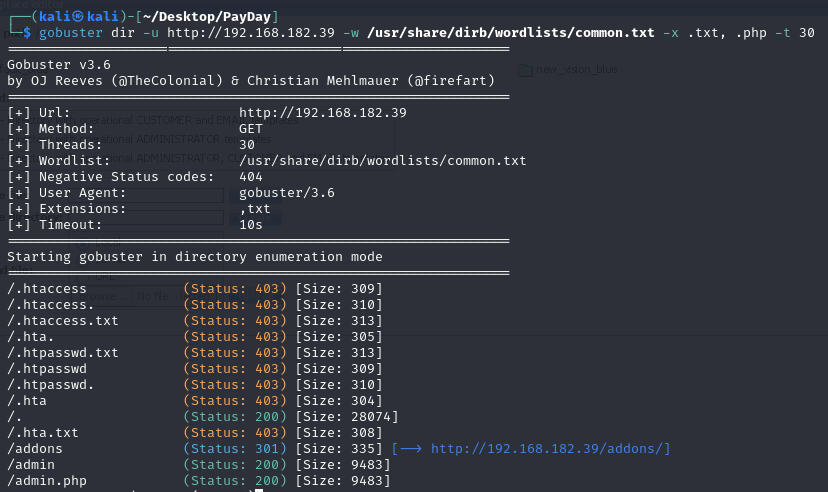 ┌──(kali㉿kali)-[~/Desktop/PayDay]
└─$ gobuster dir -u http://192.168.182.39 -w /usr/share/dirb/wordlists/common.txt -x .txt, .php -t 30
===============================================================
Gobuster v3.6
by OJ Reeves (@TheColonial) & Christian Mehlmauer (@firefart)
new_vision_blue
===============================================================
[+] Url: http://192.168.182.39
[+] Method: GET
[+] Threads: 30
[+] Wordlist: /usr/share/dirb/wordlists/common.txt
[+] Negative Status codes: 404
[+] User Agent: gobuster/3.6
[+] Extensions: ,txt
[+] Timeout: 10s
===============================================================
Starting gobuster in directory enumeration mode
===============================================================
/.htaccess (Status: 403) [Size: 309]
/.htaccess. (Status: 403) [Size: 310]
/.htaccess.txt (Status: 403) [Size: 313]
/.hta. (Status: 403) [Size: 305]
/.htpasswd.txt (Status: 403) [Size: 313]
/.htpasswd (Status: 403) [Size: 309]
/.htpasswd. (Status: 403) [Size: 310]
/.hta (Status: 403) [Size: 304]
/. (Status: 200) [Size: 28074]
/.hta.txt (Status: 403) [Size: 308]
/addons (Status: 301) [Size: 335] [--> http://192.168.182.39/addons/]
/admin (Status: 200) [Size: 9483]
/admin.php (Status: 200) [Size: 9483]